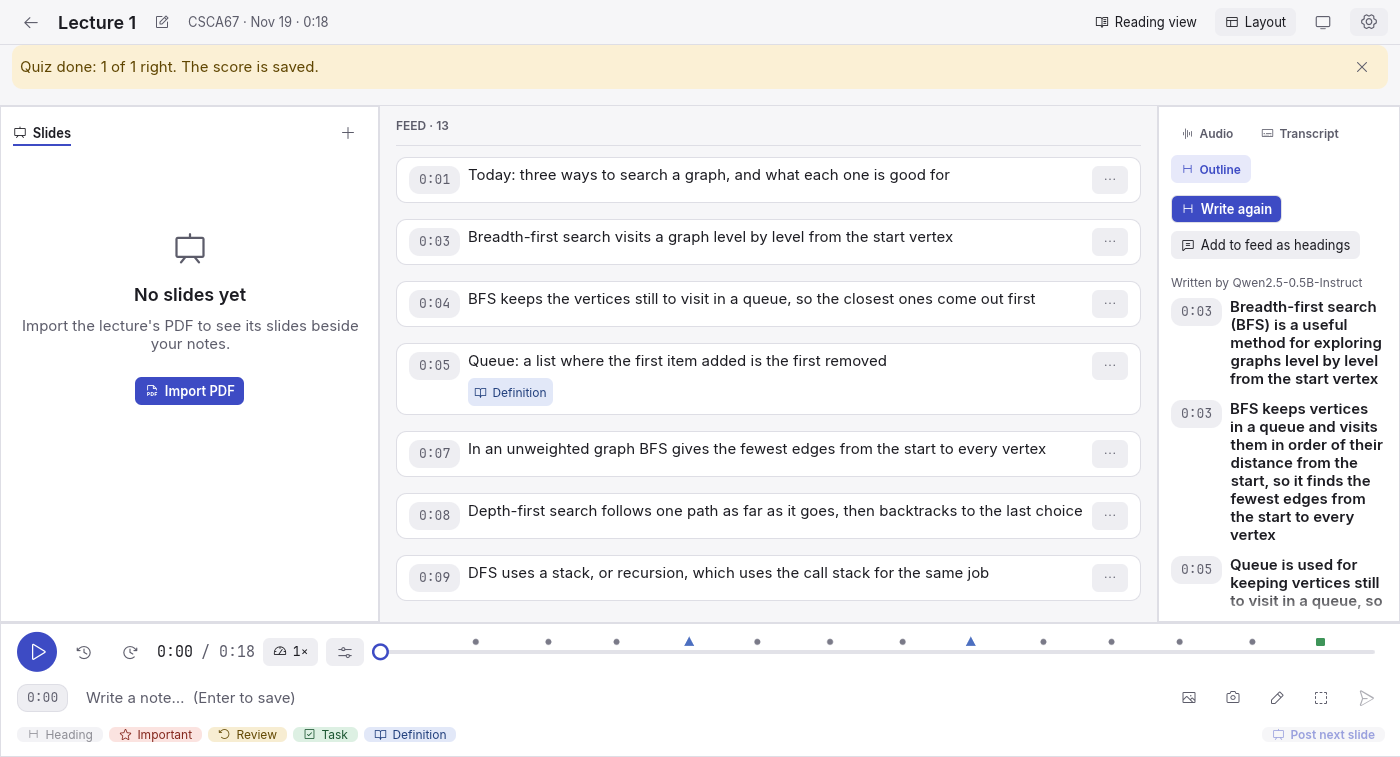 Lecture 1
CSCA67 · Nov 19 · 0:18
Reading view
Layout
Quiz done: 1 of 1 right. The score is saved.
Slides
No slides yet
Import the lecture's PDF to see its slides beside
your notes.
Import PDF
FEED · 13
0:01 Today: three ways to search a graph, and what each one is good for
0:03 Breadth-first search visits a graph level by level from the start vertex
0:04 BFS keeps the vertices still to visit in a queue, so the closest ones come out first
0:05 Queue: a list where the first item added is the first removed
Definition
0:07 In an unweighted graph BFS gives the fewest edges from the start to every vertex
0:08 Depth-first search follows one path as far as it goes, then backtracks to the last choice
0:09 DFS uses a stack, or recursion, which uses the call stack for the same job
Audio
Transcript
Outline
Write again
Add to feed as headings
Written by Qwen2.5-0.5B-Instruct
0:03 Breadth-first search
(BFS) is a useful
method for exploring
graphs level by level
from the start vertex
0:03 BFS keeps vertices
in a queue and visits
them in order of their
distance from the
start, so it finds the
fewest edges from
the start to every
vertex
0:05 Queue is used for
keeping vertices still
to visit in a queue, so
0:00 / 0:18
1×
0:00 Write a note... (Enter to save)
Heading
Important
Review
Task
Definition
Post next slide